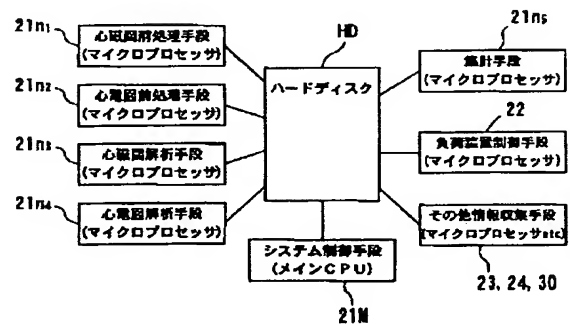 21n1
心磁図前処理手段
(マイクロプロセッサ)
21n2
心電図前処理手段
(マイクロプロセッサ)
21n3
心磁図解析手段
(マイクロプロセッサ)
21n4
心電図解析手段
(マイクロプロセッサ)
HD
ハードディスク
システム制御手段
(メインCPU)
21M
21n5
集計手段
(マイクロプロセッサ)
22
負荷装置制御手段
(マイクロプロセッサ)
その他情報収集手段
(マイクロプロセッサetc)
23, 24, 30